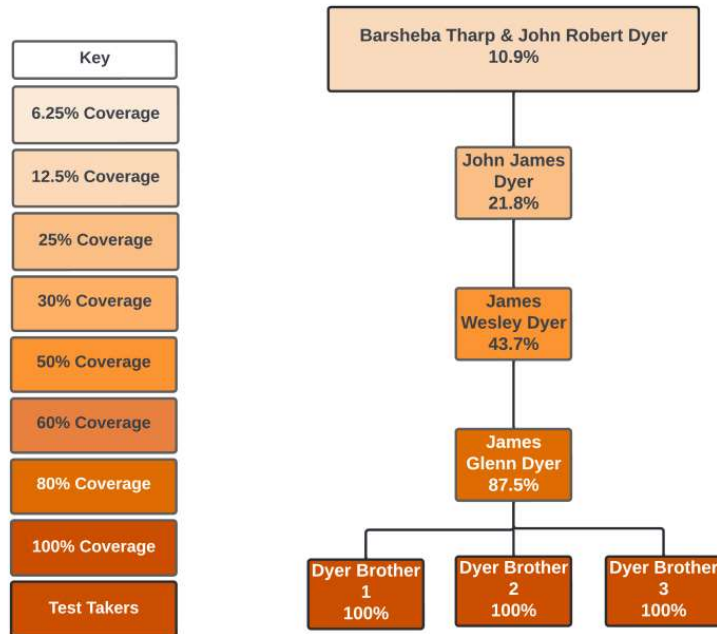 Key
6.25% Coverage
12.5% Coverage
25% Coverage
30% Coverage
50% Coverage
60% Coverage
80% Coverage
100% Coverage
Test Takers
Barsheba Tharp & John Robert Dyer
10.9%
John James
Dyer
21.8%
James
Wesley Dyer
43.7%
James
Glenn Dyer
87.5%
Dyer Brother
1
100%
Dyer Brother
2
100%
Dyer Brother
3
100%